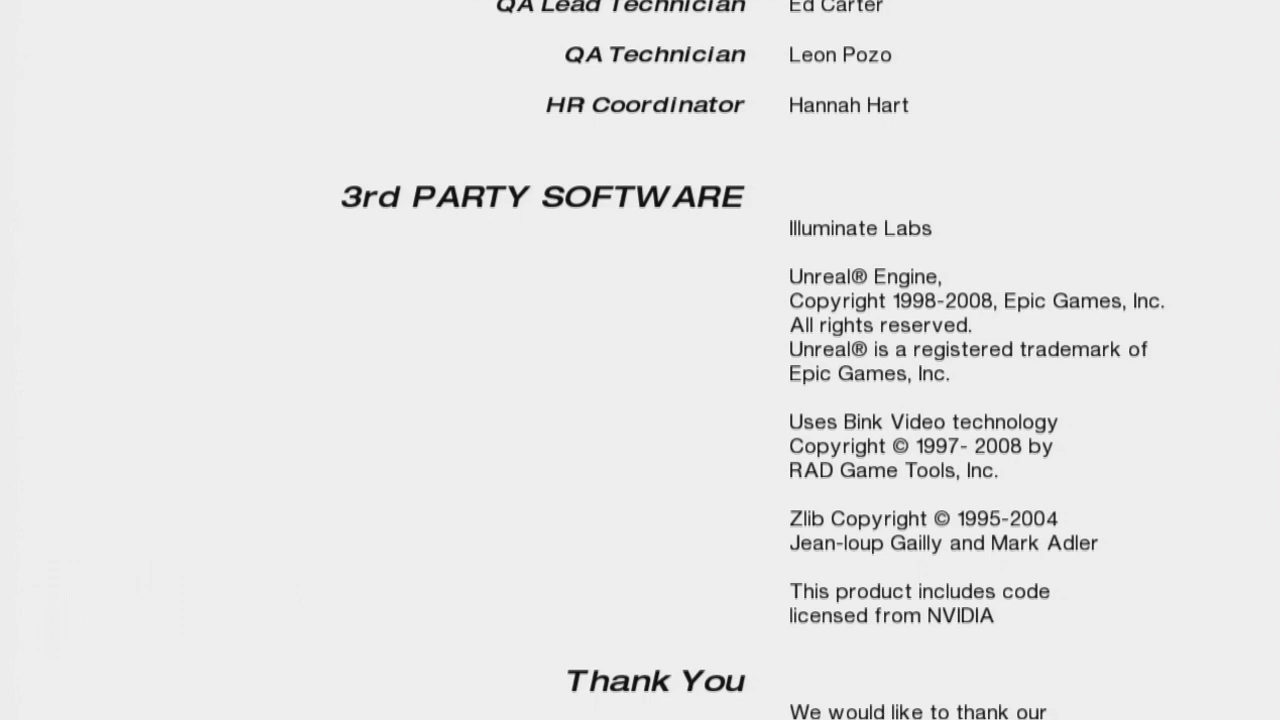 QA Lead Technician Ed Carter
QA Technician Leon Pozo
HR Coordinator Hannah Hart
3rd PARTY SOFTWARE
Illuminate Labs
Unreal® Engine,
Copyright 1998-2008, Epic Games, Inc.
All rights reserved.
Unreal® is a registered trademark of
Epic Games, Inc.
Uses Bink Video technology
Copyright © 1997- 2008 by
RAD Game Tools, Inc.
Zlib Copyright © 1995-2004
Jean-loup Gailly and Mark Adler
This product includes code
licensed from NVIDIA
Thank You
We would like to thank our